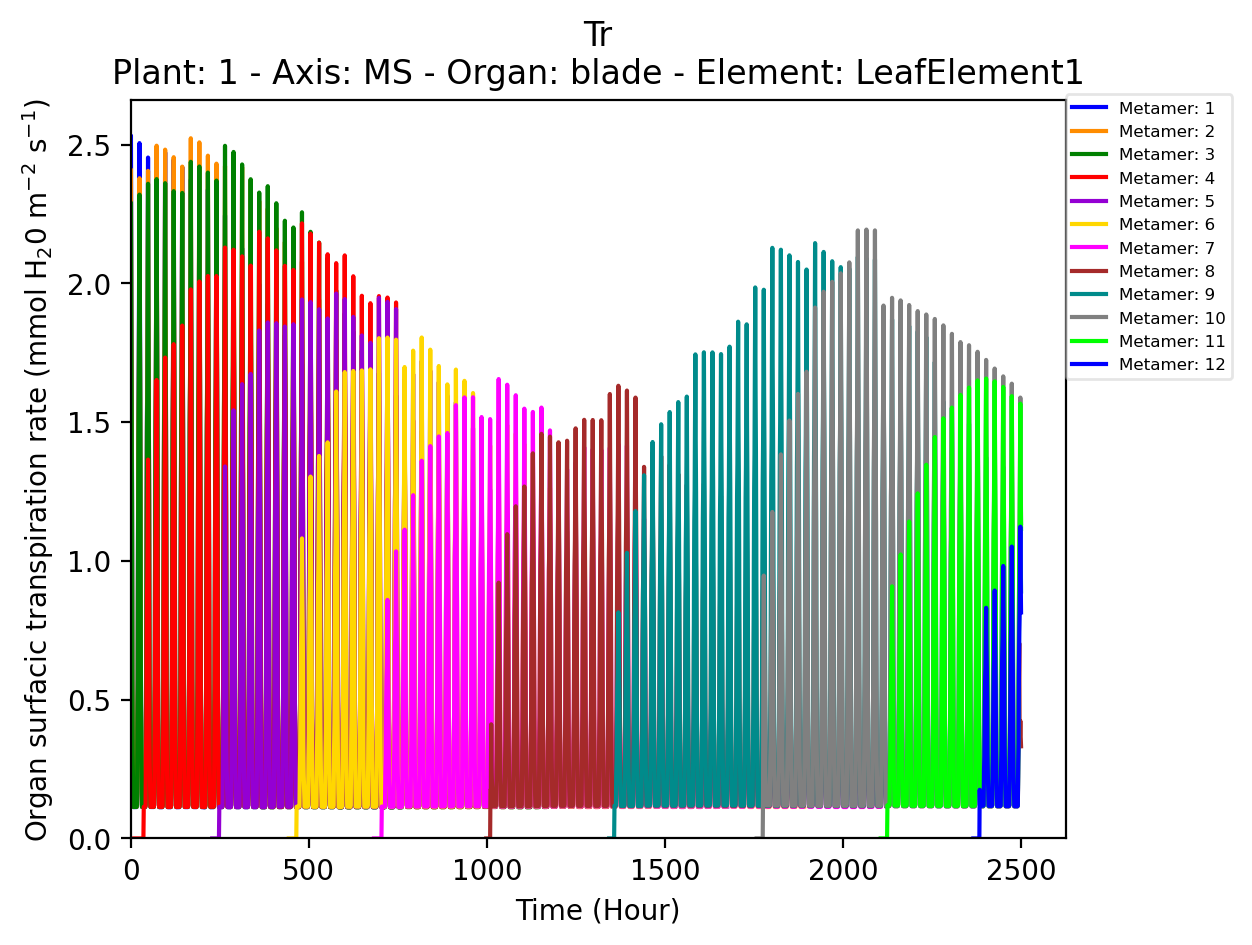 Tr
Plant: 1 - Axis: MS - Organ: blade - Element: LeafElement1
Organ surfacic transpiration rate (mmol H₂0 m⁻² s⁻¹)
2.5
2.0
1.5
1.0
0.5
0.0
0
500
1000
1500
2000
2500
Time (Hour)
Metamer: 1
Metamer: 2
Metamer: 3
Metamer: 4
Metamer: 5
Metamer: 6
Metamer: 7
Metamer: 8
Metamer: 9
Metamer: 10
Metamer: 11
Metamer: 12